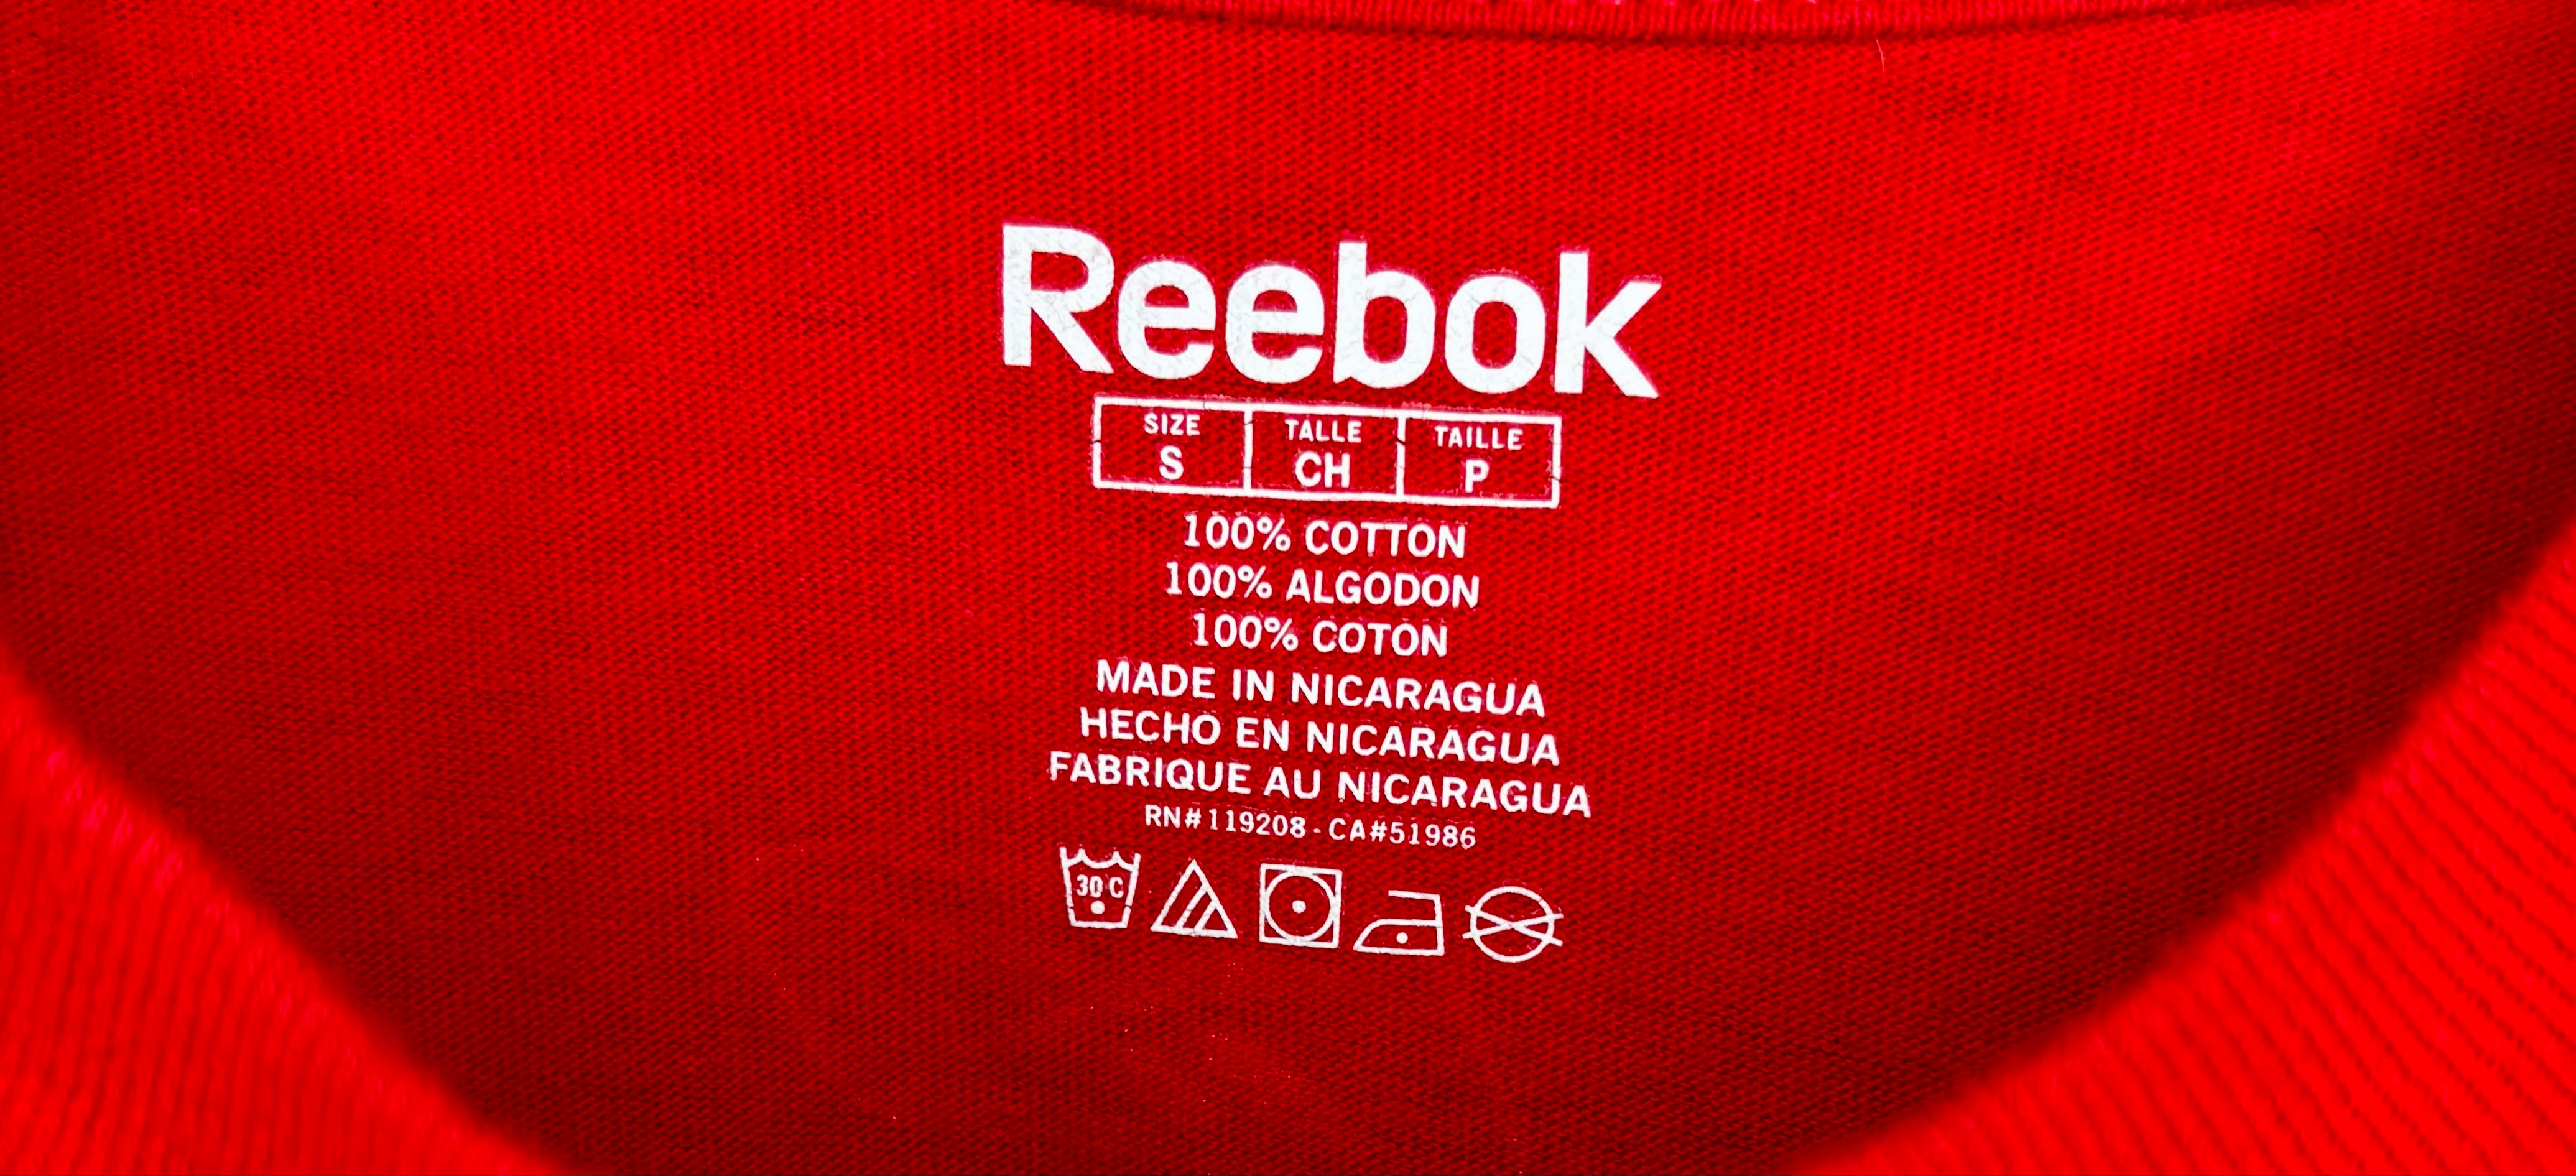 Reebok
SIZE TALLE TAILLE
S CH P
100% COTTON
100% ALGODON
100% COTON
MADE IN NICARAGUA
HECHO EN NICARAGUA
FABRIQUE AU NICARAGUA
RN#119208-CA#51986
30 C